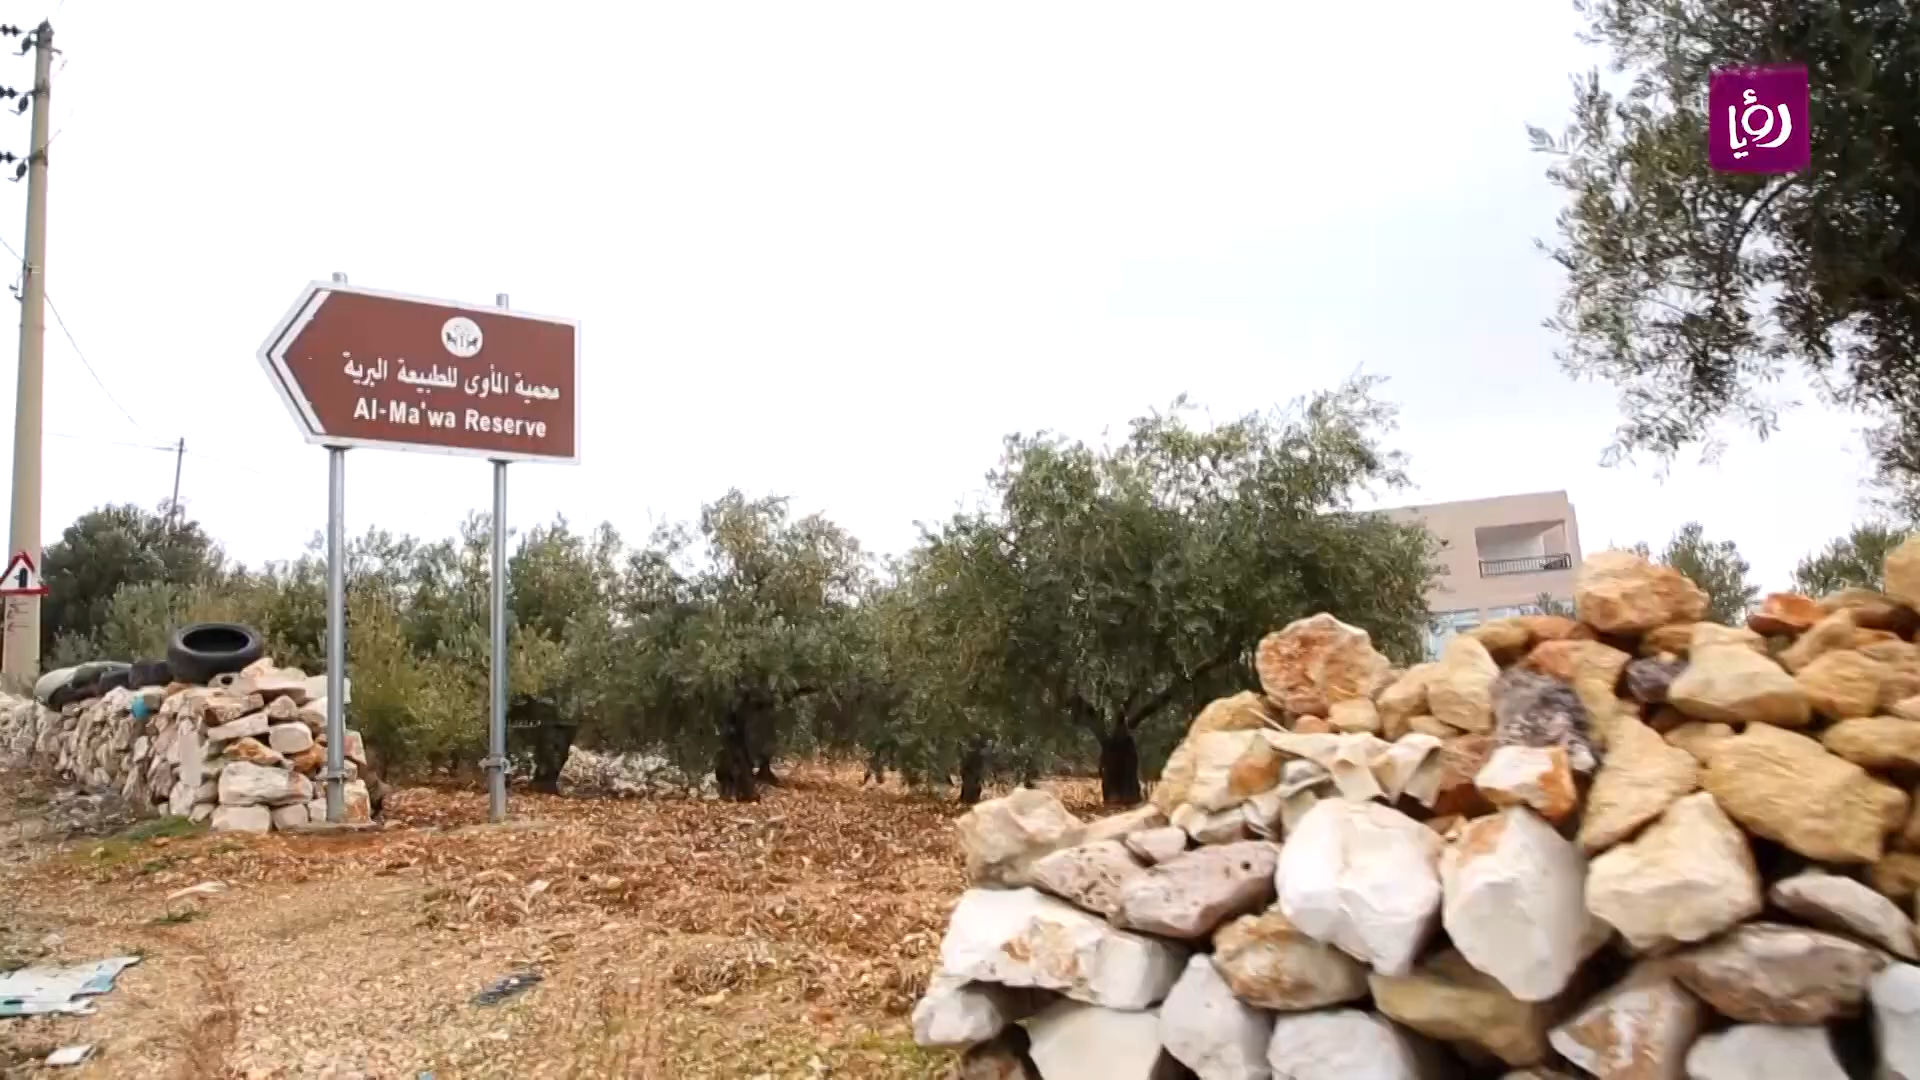 رؤيا
محمية المأوى للطبيعة البرية
Al-Ma'wa Reserve